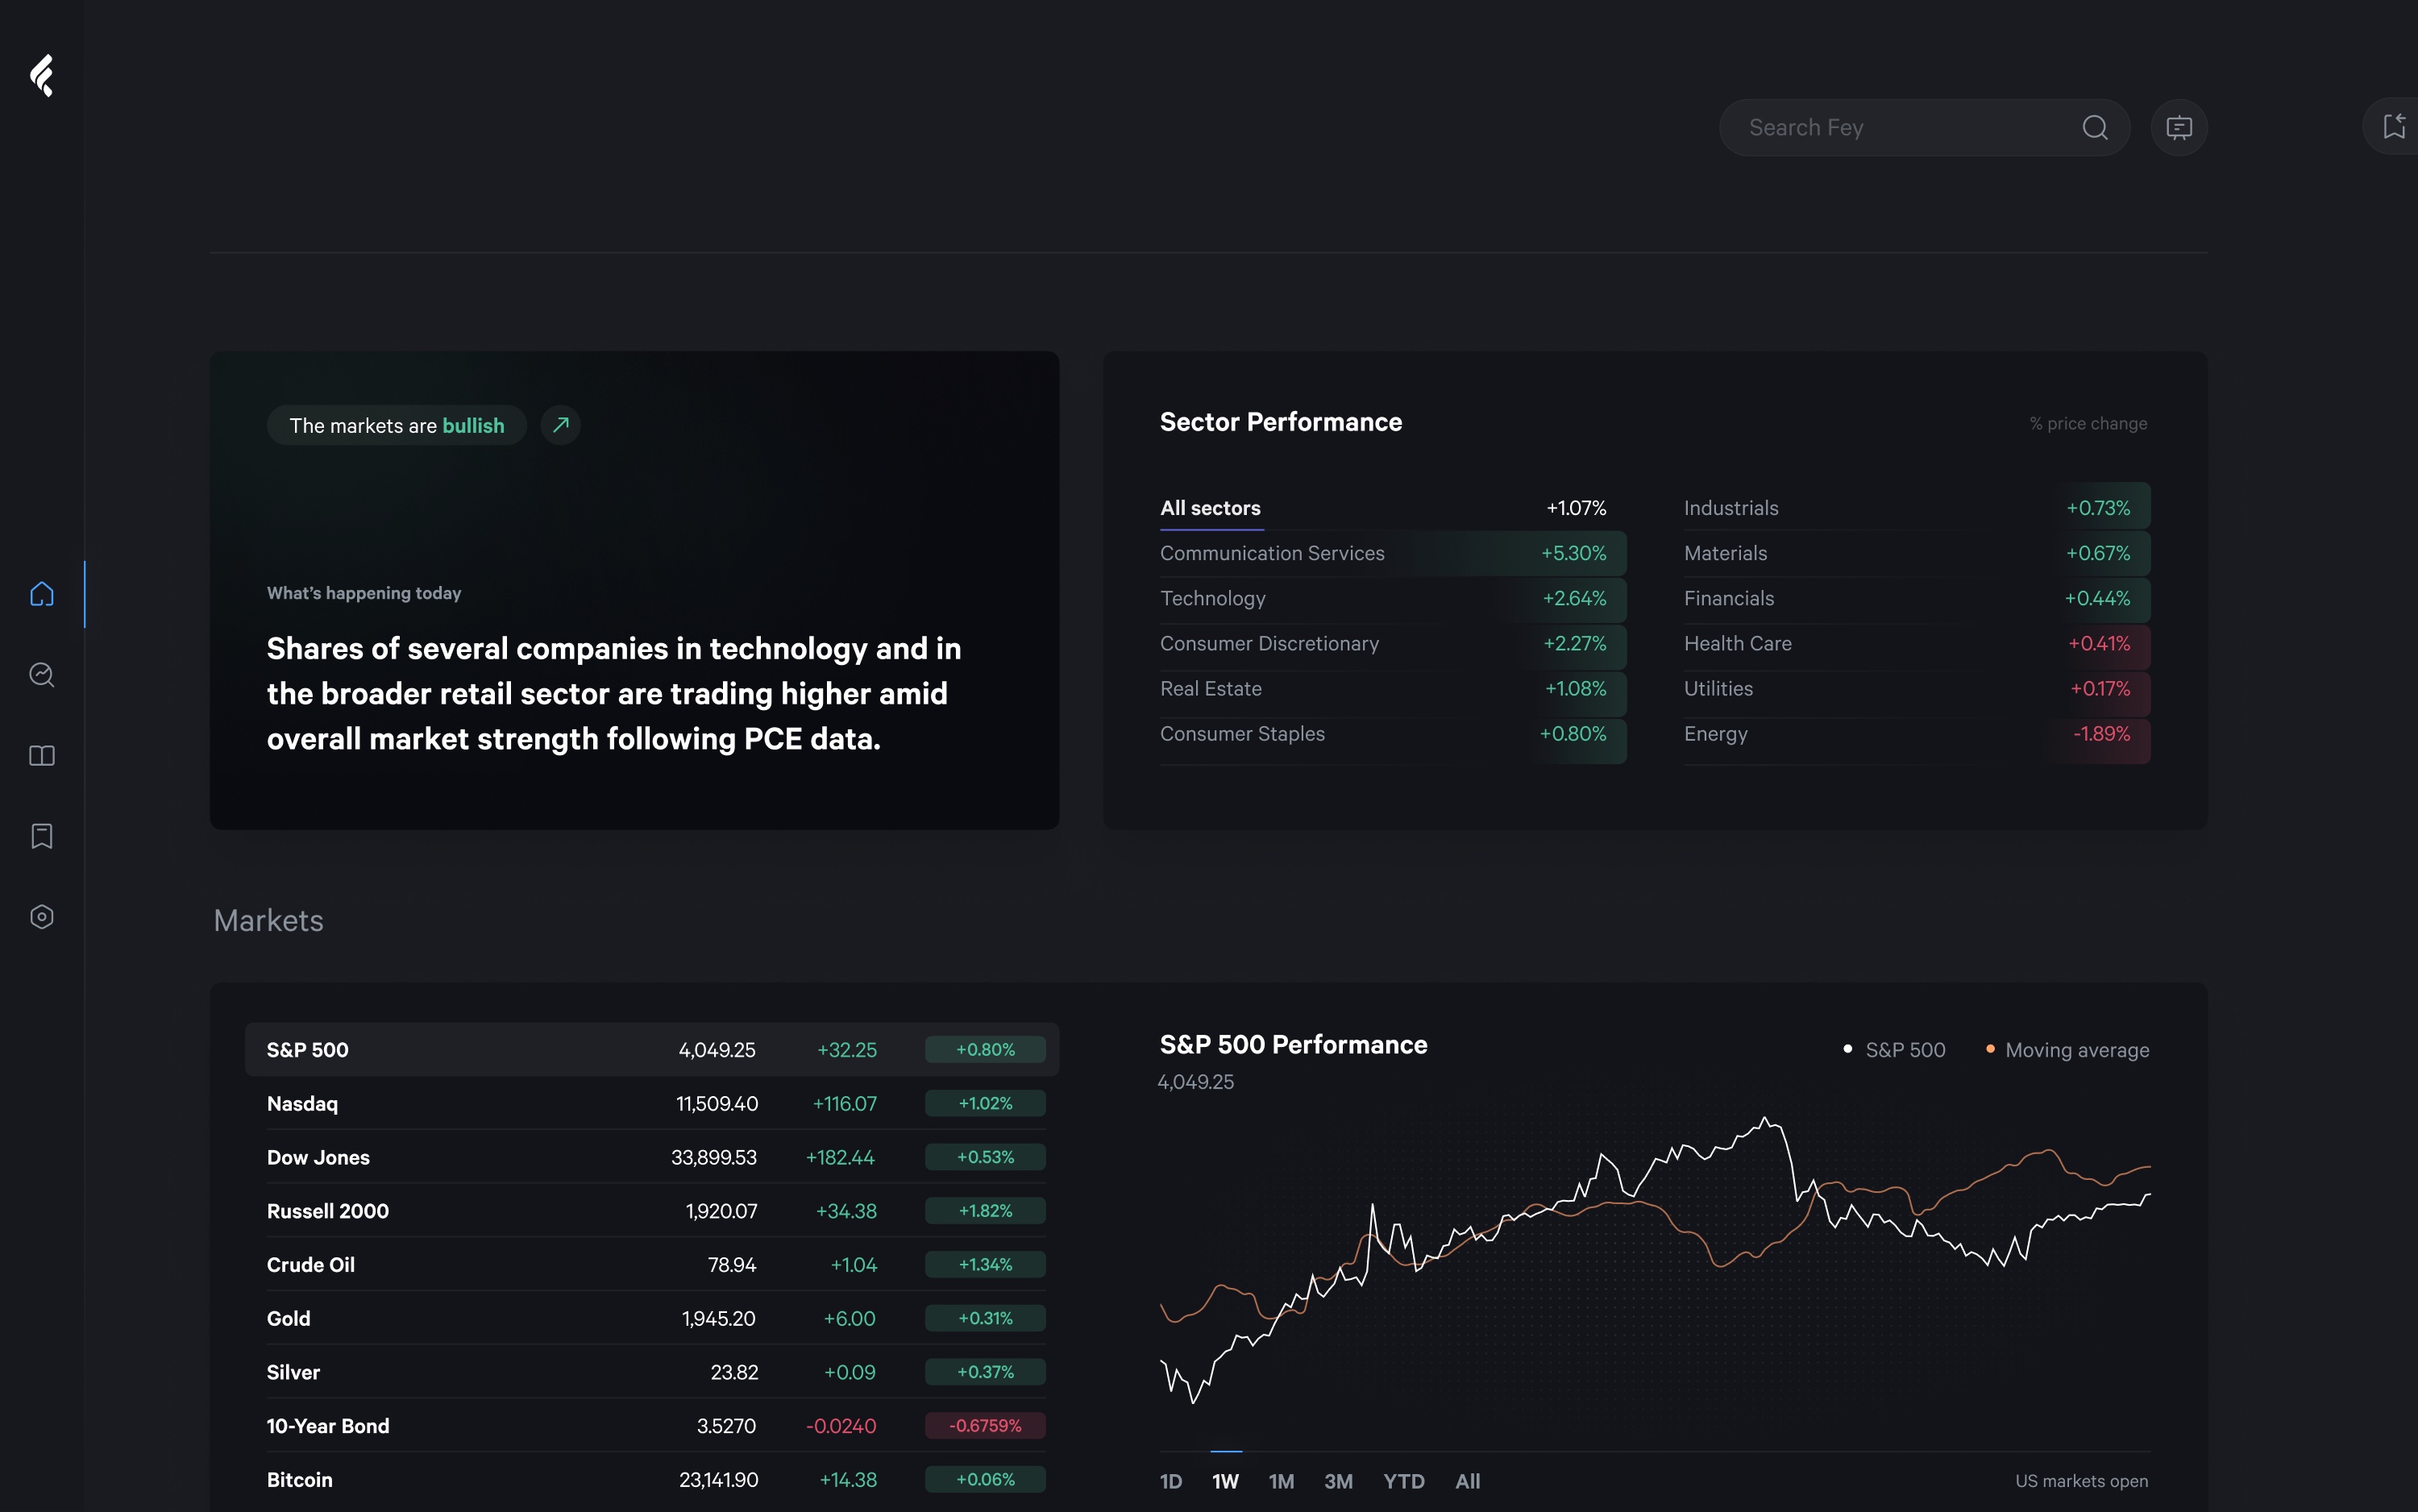 Search Fey
The markets are bullish
What’s happening today
Shares of several companies in technology and in
the broader retail sector are trading higher amid
overall market strength following PCE data.
Sector Performance
% price change
All sectors +1.07%
Communication Services +5.30%
Technology +2.64%
Consumer Discretionary +2.27%
Real Estate +1.08%
Consumer Staples +0.80%
Industrials +0.73%
Materials +0.67%
Financials +0.44%
Health Care +0.41%
Utilities +0.17%
Energy -1.89%
Markets
S&P 500 4,049.25 +32.25 +0.80%
Nasdaq 11,509.40 +116.07 +1.02%
Dow Jones 33,899.53 +182.44 +0.53%
Russell 2000 1,920.07 +34.38 +1.82%
Crude Oil 78.94 +1.04 +1.34%
Gold 1,945.20 +6.00 +0.31%
Silver 23.82 +0.09 +0.37%
10-Year Bond 3.5270 -0.0240 -0.6759%
Bitcoin 23,141.90 +14.38 +0.06%
S&P 500 Performance
4,049.25
S&P 500 Moving average
1D 1W 1M 3M YTD All
US markets open